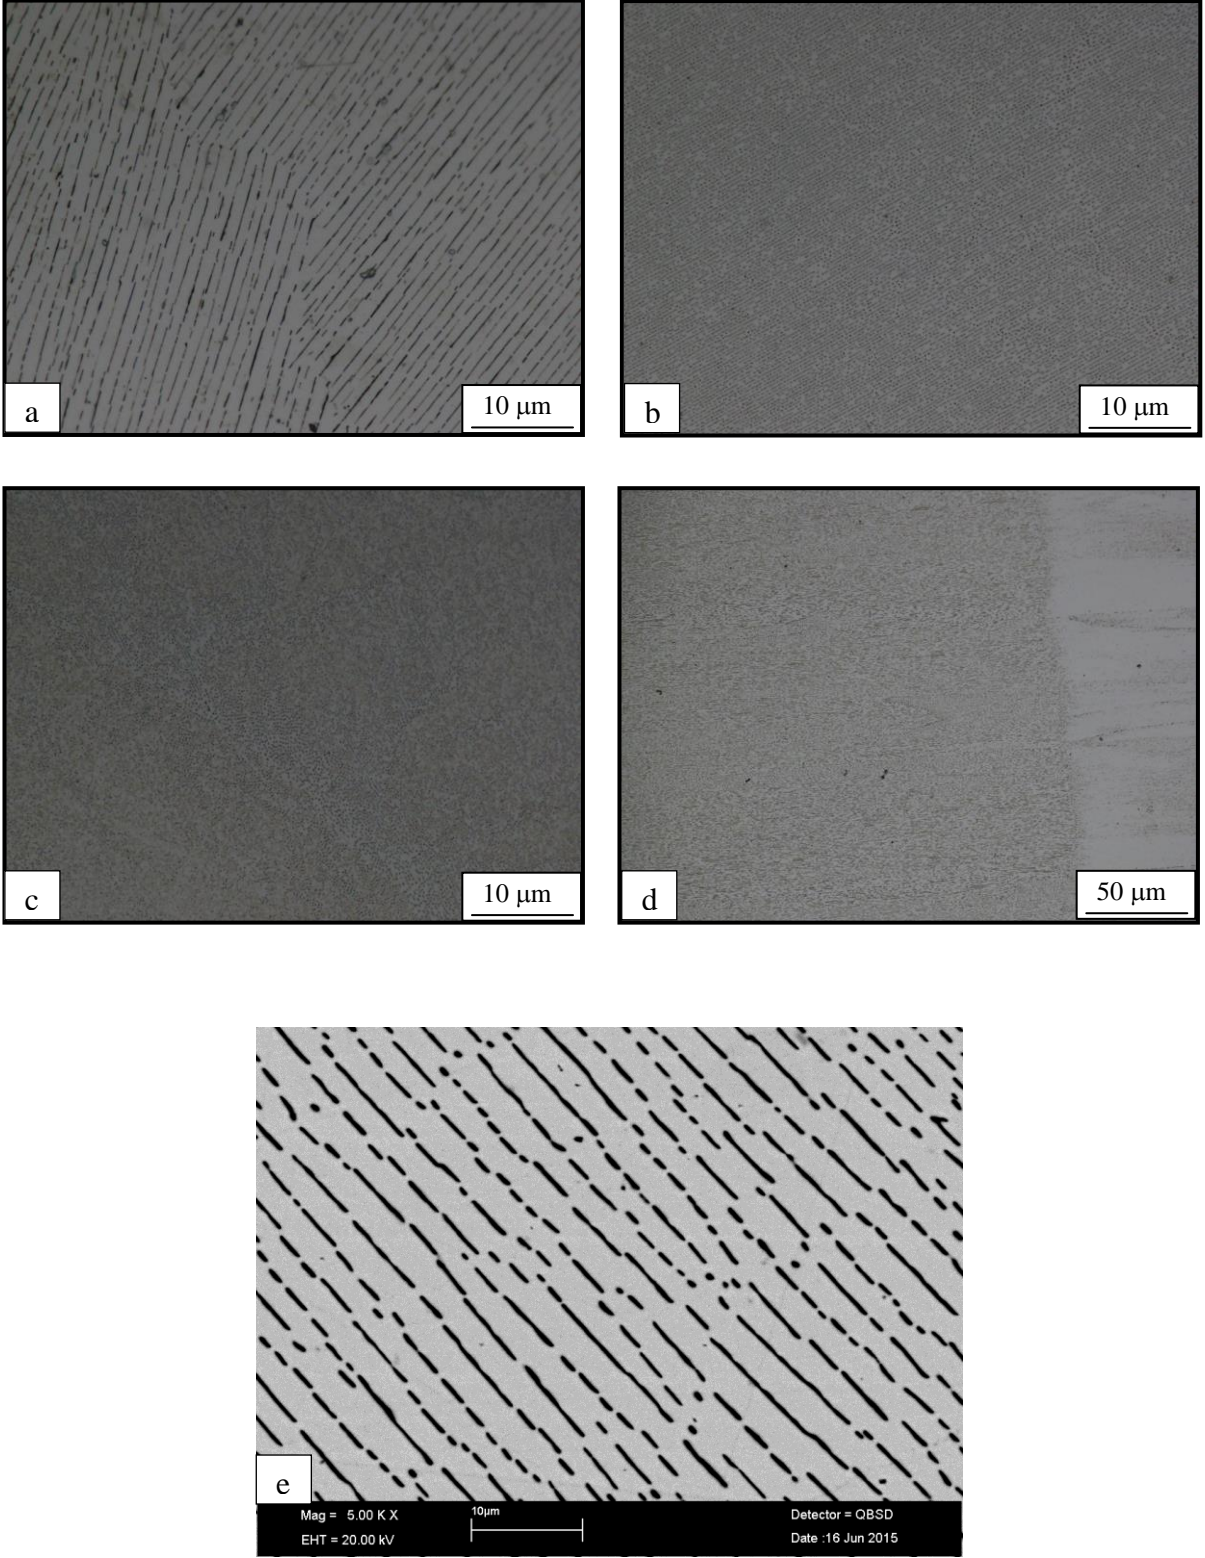 a
10 µm
b
10 µm
c
10 µm
d
50 µm
e
Mag = 5.00 K X
EHT = 20.00 kV
10µm
Detector = QBSD
Date :16 Jun 2015